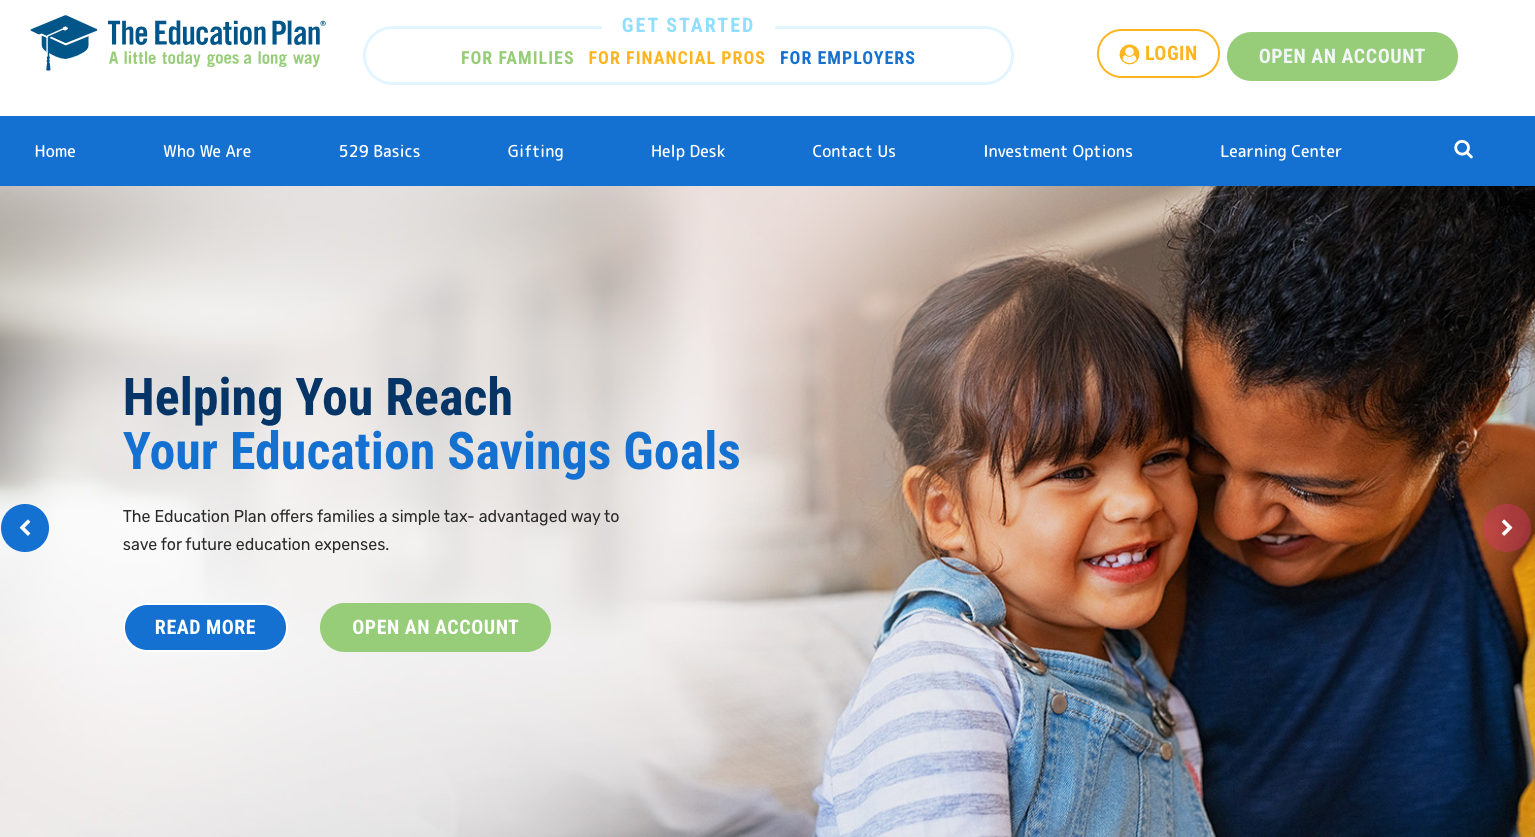 The Education Plan®
A little today goes a long way
GET STARTED
FOR FAMILIES FOR FINANCIAL PROS FOR EMPLOYERS
LOGIN
OPEN AN ACCOUNT
Home Who We Are 529 Basics Gifting Help Desk Contact Us Investment Options Learning Center
Helping You Reach
Your Education Savings Goals
The Education Plan offers families a simple tax- advantaged way to
save for future education expenses.
READ MORE OPEN AN ACCOUNT